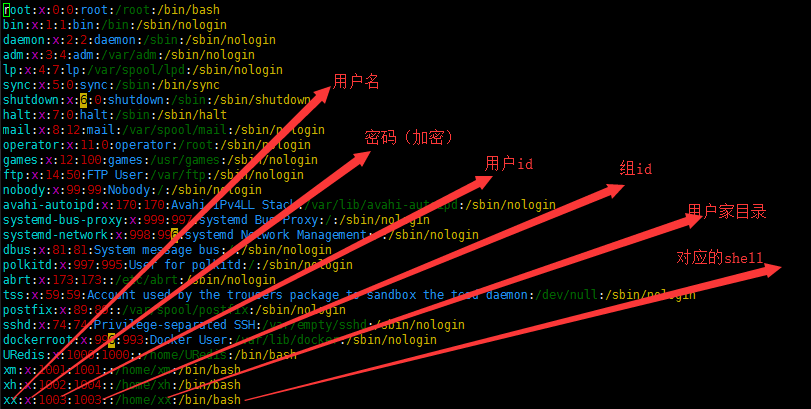 root:x:0:0:root:/root:/bin/bash
bin:x:1:1:bin:/bin:/sbin/nologin
daemon:x:2:2:daemon:/sbin:/sbin/nologin
adm:x:3:4:adm:/var/adm:/sbin/nologin
lp:x:4:7:lp:/var/spool/lpd:/sbin/nologin
sync:x:5:0:sync:/sbin:/bin/sync
用户名
shutdown:x:6:0:shutdown:/sbin:/sbin/shutdown
halt:x:7:0:halt:/sbin:/sbin/halt
mail:x:8:12:mail:/var/spool/mail:/sbin/nologin
密码（加密）
operator:x:11:0:operator:/root:/sbin/nologin
games:x:12:100:games:/usr/games:/sbin/nologin
用户id
组id
ftp:x:14:50:FTP User:/var/ftp:/sbin/nologin
nobody:x:99:99:Nobody:/:/sbin/nologin
avahi-autoipd:x:170:170:Avahi IPv4LL Stack:/var/lib/avahi-autoipd:/sbin/nologin
用户家目录
systemd-bus-proxy:x:999:997:systemd Bus Proxy:/:/sbin/nologin
systemd-network:x:998:996:systemd Network Management:/:/sbin/nologin
dbus:x:81:81:System message bus:/:/sbin/nologin
对应的shell
polkitd:x:997:995:User for polkitd:/:/sbin/nologin
abrt:x:173:173::/etc/abrt:/sbin/nologin
tss:x:59:59:Account used by the trousers package to sandbox the tcsd daemon:/dev/null:/sbin/nologin
postfix:x:89:89::/var/spool/postfix:/sbin/nologin
sshd:x:74:74:Privilege-separated SSH:/var/empty/sshd:/sbin/nologin
dockerroot:x:996:993:Docker User:/var/lib/docker:/sbin/nologin
URedis:x:1000:1000::/home/URedis:/bin/bash
xm:x:1001:1001::/home/xm:/bin/bash
xh:x:1002:1004::/home/xh:/bin/bash
xx:x:1003:1003::/home/xx:/bin/bash